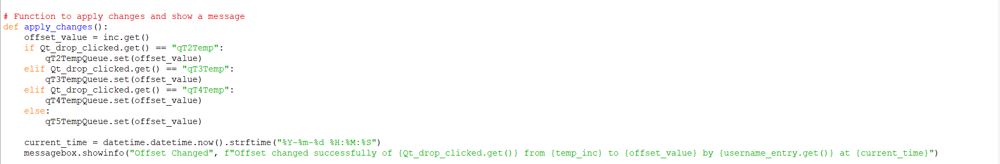 # Function to apply changes and show a message
def apply_changes():
    offset_value = inc.get()
    if Qt_drop_clicked.get() == "qT2Temp":
        qT2TempQueue.set(offset_value)
    elif Qt_drop_clicked.get() == "qT3Temp":
        qT3TempQueue.set(offset_value)
    elif Qt_drop_clicked.get() == "qT4Temp":
        qT4TempQueue.set(offset_value)
    else:
        qT5TempQueue.set(offset_value)

    current_time = datetime.datetime.now().strftime("%Y-%m-%d %H:%M:%S")
    messagebox.showinfo("Offset Changed", f"Offset changed successfully of {Qt_drop_clicked.get()} from {temp_inc} to {offset_value} by {username_entry.get()} at {current_time}")